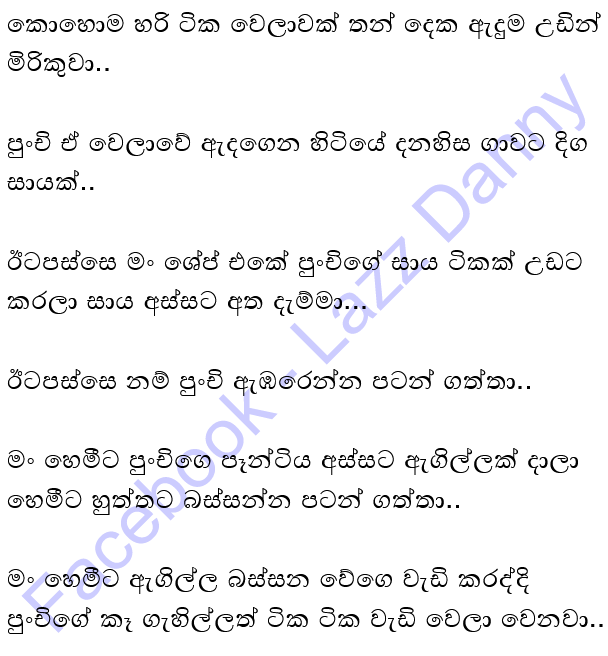 කොහොම හරි ටික වෙලාවක් තන් දෙක ඇදුම උඩින්
මිරිකුවා..
පුංචි ඒ වෙලාවේ ඇදගෙන හිටියේ දනහිස ගාවට දිග
සායක්..
ඊටපස්සෙ මං ශේප් එකේ පුංචිගේ සාය ටිකක් උඩට
කරලා සාය අස්සට අත දැම්මා...
ඊටපස්සෙ නම් පුංචි ඇඹරෙන්න පටන් ගත්තා..
මං හෙමීට පුංචිගෙ පෑන්ටිය අස්සට ඇගිල්ලක් දාලා
හෙමීට හුත්තට බස්සන්න පටන් ගත්තා..
මං හෙමීට ඇගිල්ල බස්සන වේගෙ වැඩි කරද්දි
පුංචිගේ කෑ ගැහිල්ලත් ටික ටික වැඩි වෙලා වෙනවා..
Facebook - Lazz Danny